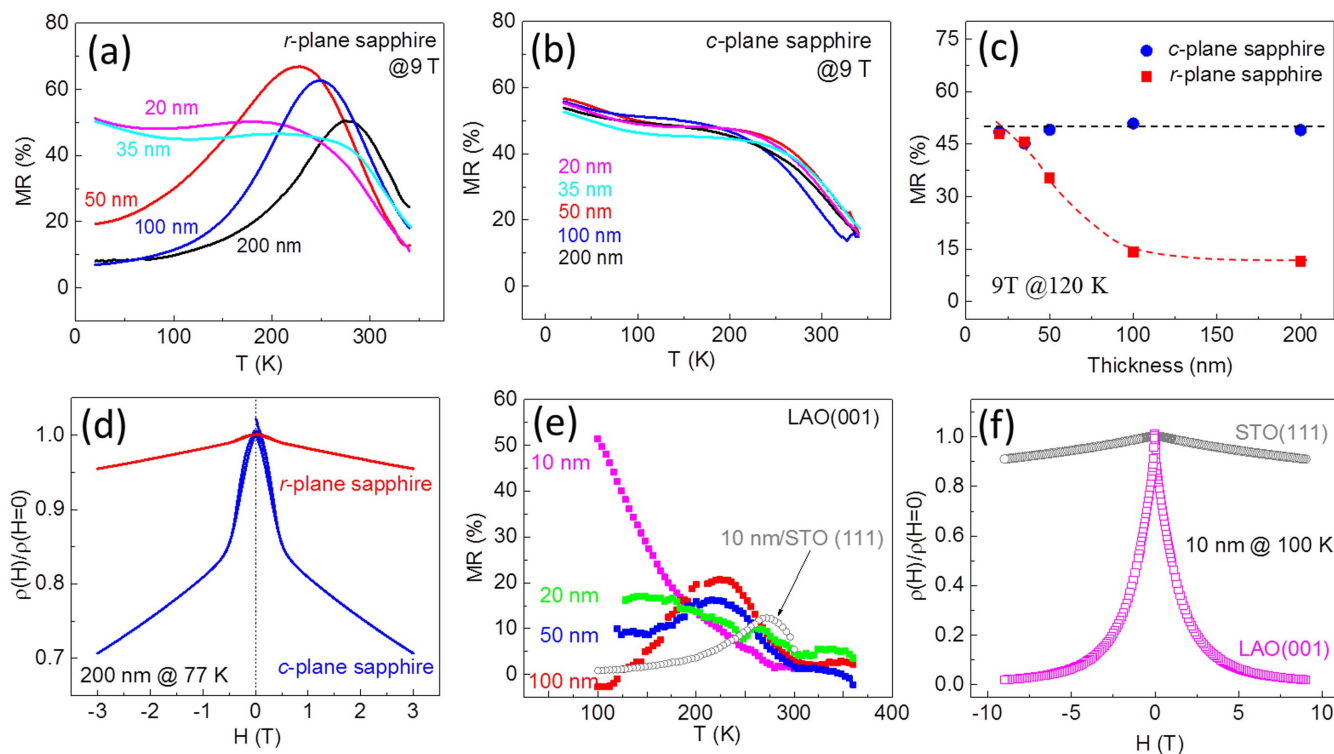 (a)
r-plane sapphire
@9 T
20 nm
35 nm
50 nm
100 nm
200 nm
MR (%)
80
60
40
20
0
0 100 200 300
T (K)
(b)
c-plane sapphire
@9 T
20 nm
35 nm
50 nm
100 nm
200 nm
MR (%)
80
60
40
20
0
0 100 200 300
T (K)
(c)
c-plane sapphire
r-plane sapphire
9T @120 K
MR (%)
75
60
45
30
15
0
0 50 100 150 200
Thickness (nm)
(d)
r-plane sapphire
c-plane sapphire
200 nm @ 77 K
ρ(H)/ρ(H=0)
1.0
0.9
0.8
0.7
-3 -2 -1 0 1 2 3
H (T)
(e)
LAO(001)
10 nm
10 nm/STO (111)
20 nm
50 nm
100 nm
MR (%)
60
50
40
30
20
10
0
0 100 200 300 400
T (K)
(f)
STO(111)
10 nm @ 100 K
LAO(001)
ρ(H)/ρ(H=0)
1.0
0.8
0.6
0.4
0.2
0.0
-10 -5 0 5 10
H (T)